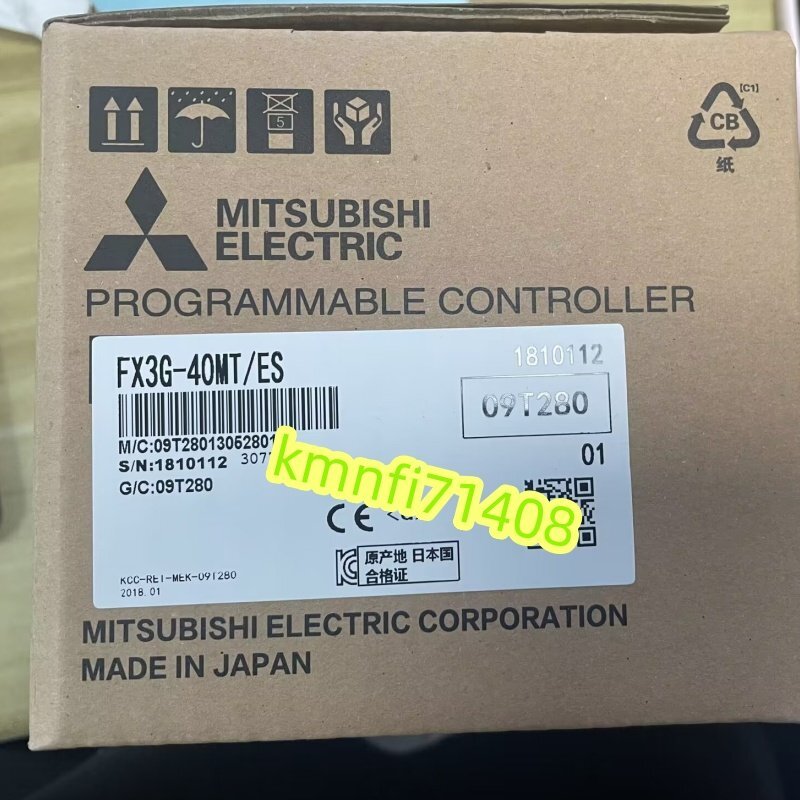 5
[C1]
CB
纸
MITSUBISHI
ELECTRIC
PROGRAMMABLE CONTROLLER
FX3G-40MT/ES
1810112
09T280
M/C:09T28013052801
S/N:1810112 307
01
G/C:09T280
kmnfi71408
CE
原产地 日本国
合格证
KCC-REI-MEK-09T280
2018.01
MITSUBISHI ELECTRIC CORPORATION
MADE IN JAPAN